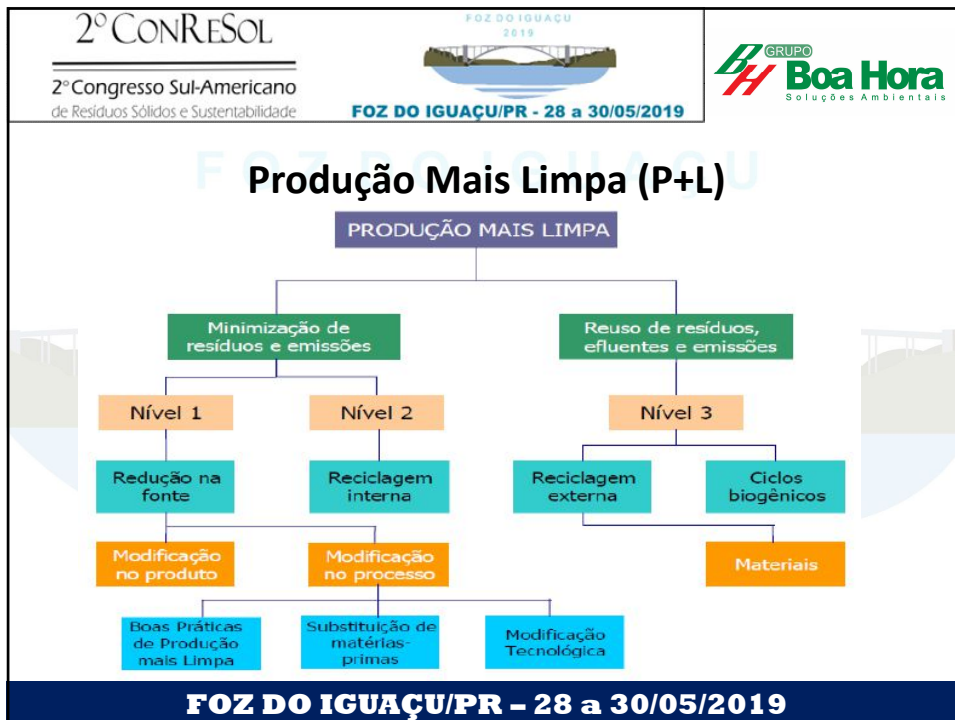 2º CONRESOL
2º Congresso Sul-Americano
de Resíduos Sólidos e Sustentabilidade
FOZ DO IGUAÇU
2019
FOZ DO IGUAÇU/PR - 28 a 30/05/2019
BH GRUPO
Boa Hora
Soluções Ambientais
FOZ DO IGUAÇU
Produção Mais Limpa (P+L)
PRODUÇÃO MAIS LIMPA
Minimização de
resíduos e emissões
Reuso de resíduos,
efluentes e emissões
Nível 1
Nível 2
Nível 3
Redução na
fonte
Reciclagem
interna
Reciclagem
externa
Ciclos
biogênicos
Modificação
no produto
Modificação
no processo
Materiais
Boas Práticas
de Produção
mais Limpa
Substituição de
matérias-
primas
Modificação
Tecnológica
FOZ DO IGUAÇU/PR – 28 a 30/05/2019